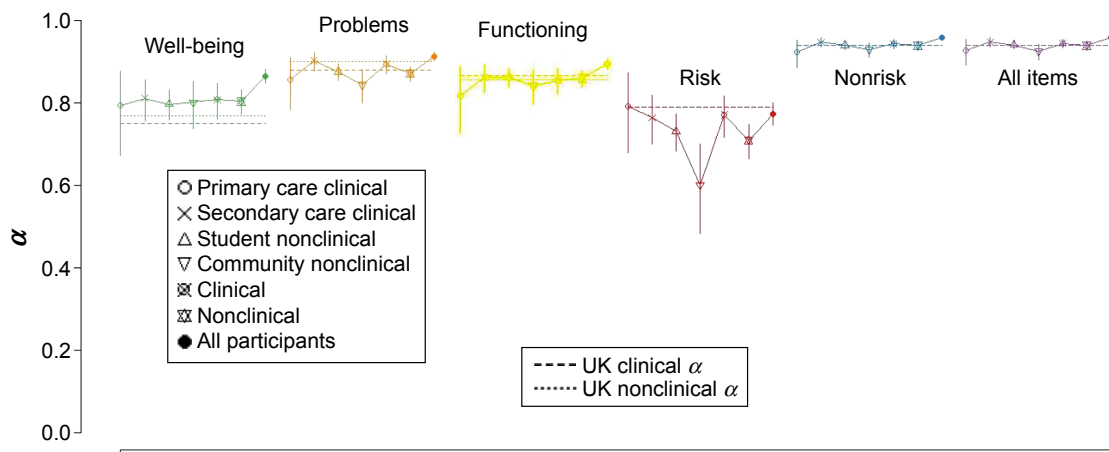 1.0
0.8
0.6
0.4
0.2
0.0
α
Well-being
Problems
Functioning
Risk
Nonrisk
All items
Primary care clinical
Secondary care clinical
Student nonclinical
Community nonclinical
Clinical
Nonclinical
All participants
UK clinical α
UK nonclinical α